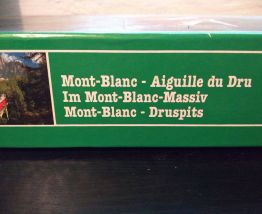 Mont-Blanc - Aiguille du Dru
Im Mont-Blanc-Massiv
Mont-Blanc - Druspits